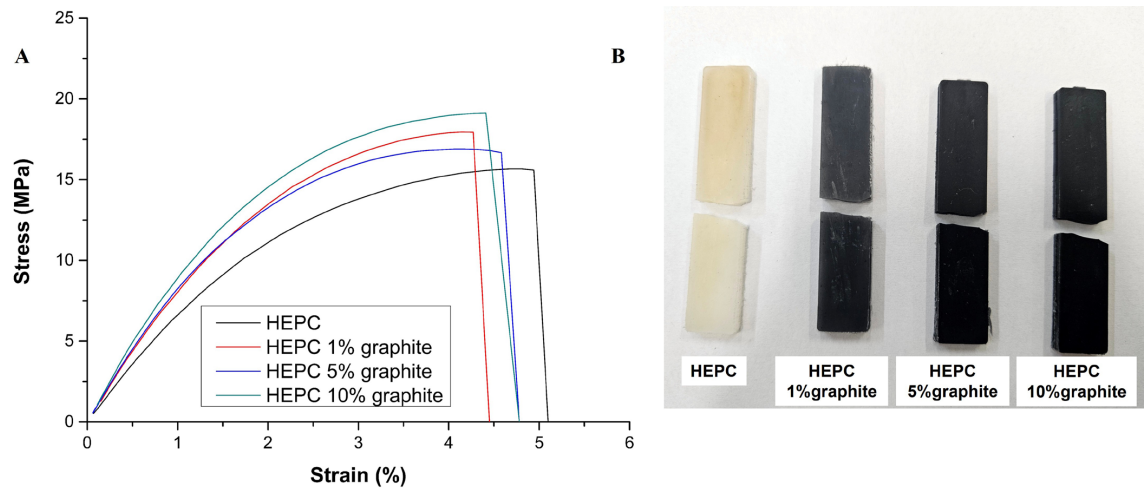 A
25
20
15
10
5
0
Stress (MPa)
0 1 2 3 4 5 6
Strain (%)
HEPC
HEPC 1% graphite
HEPC 5% graphite
HEPC 10% graphite
B
HEPC
HEPC
1%graphite
HEPC
5%graphite
HEPC
10%graphite